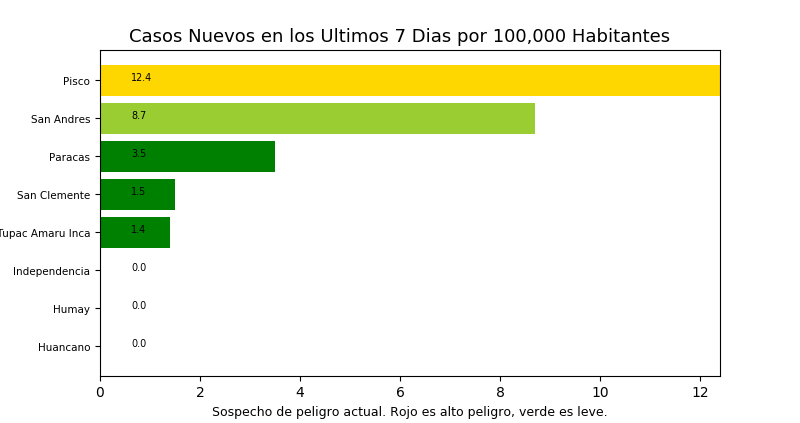 Casos Nuevos en los Ultimos 7 Dias por 100,000 Habitantes
Pisco 12.4
San Andres 8.7
Paracas 3.5
San Clemente 1.5
Tupac Amaru Inca 1.4
Independencia 0.0
Humay 0.0
Huancano 0.0
0 2 4 6 8 10 12
Sospecho de peligro actual. Rojo es alto peligro, verde es leve.